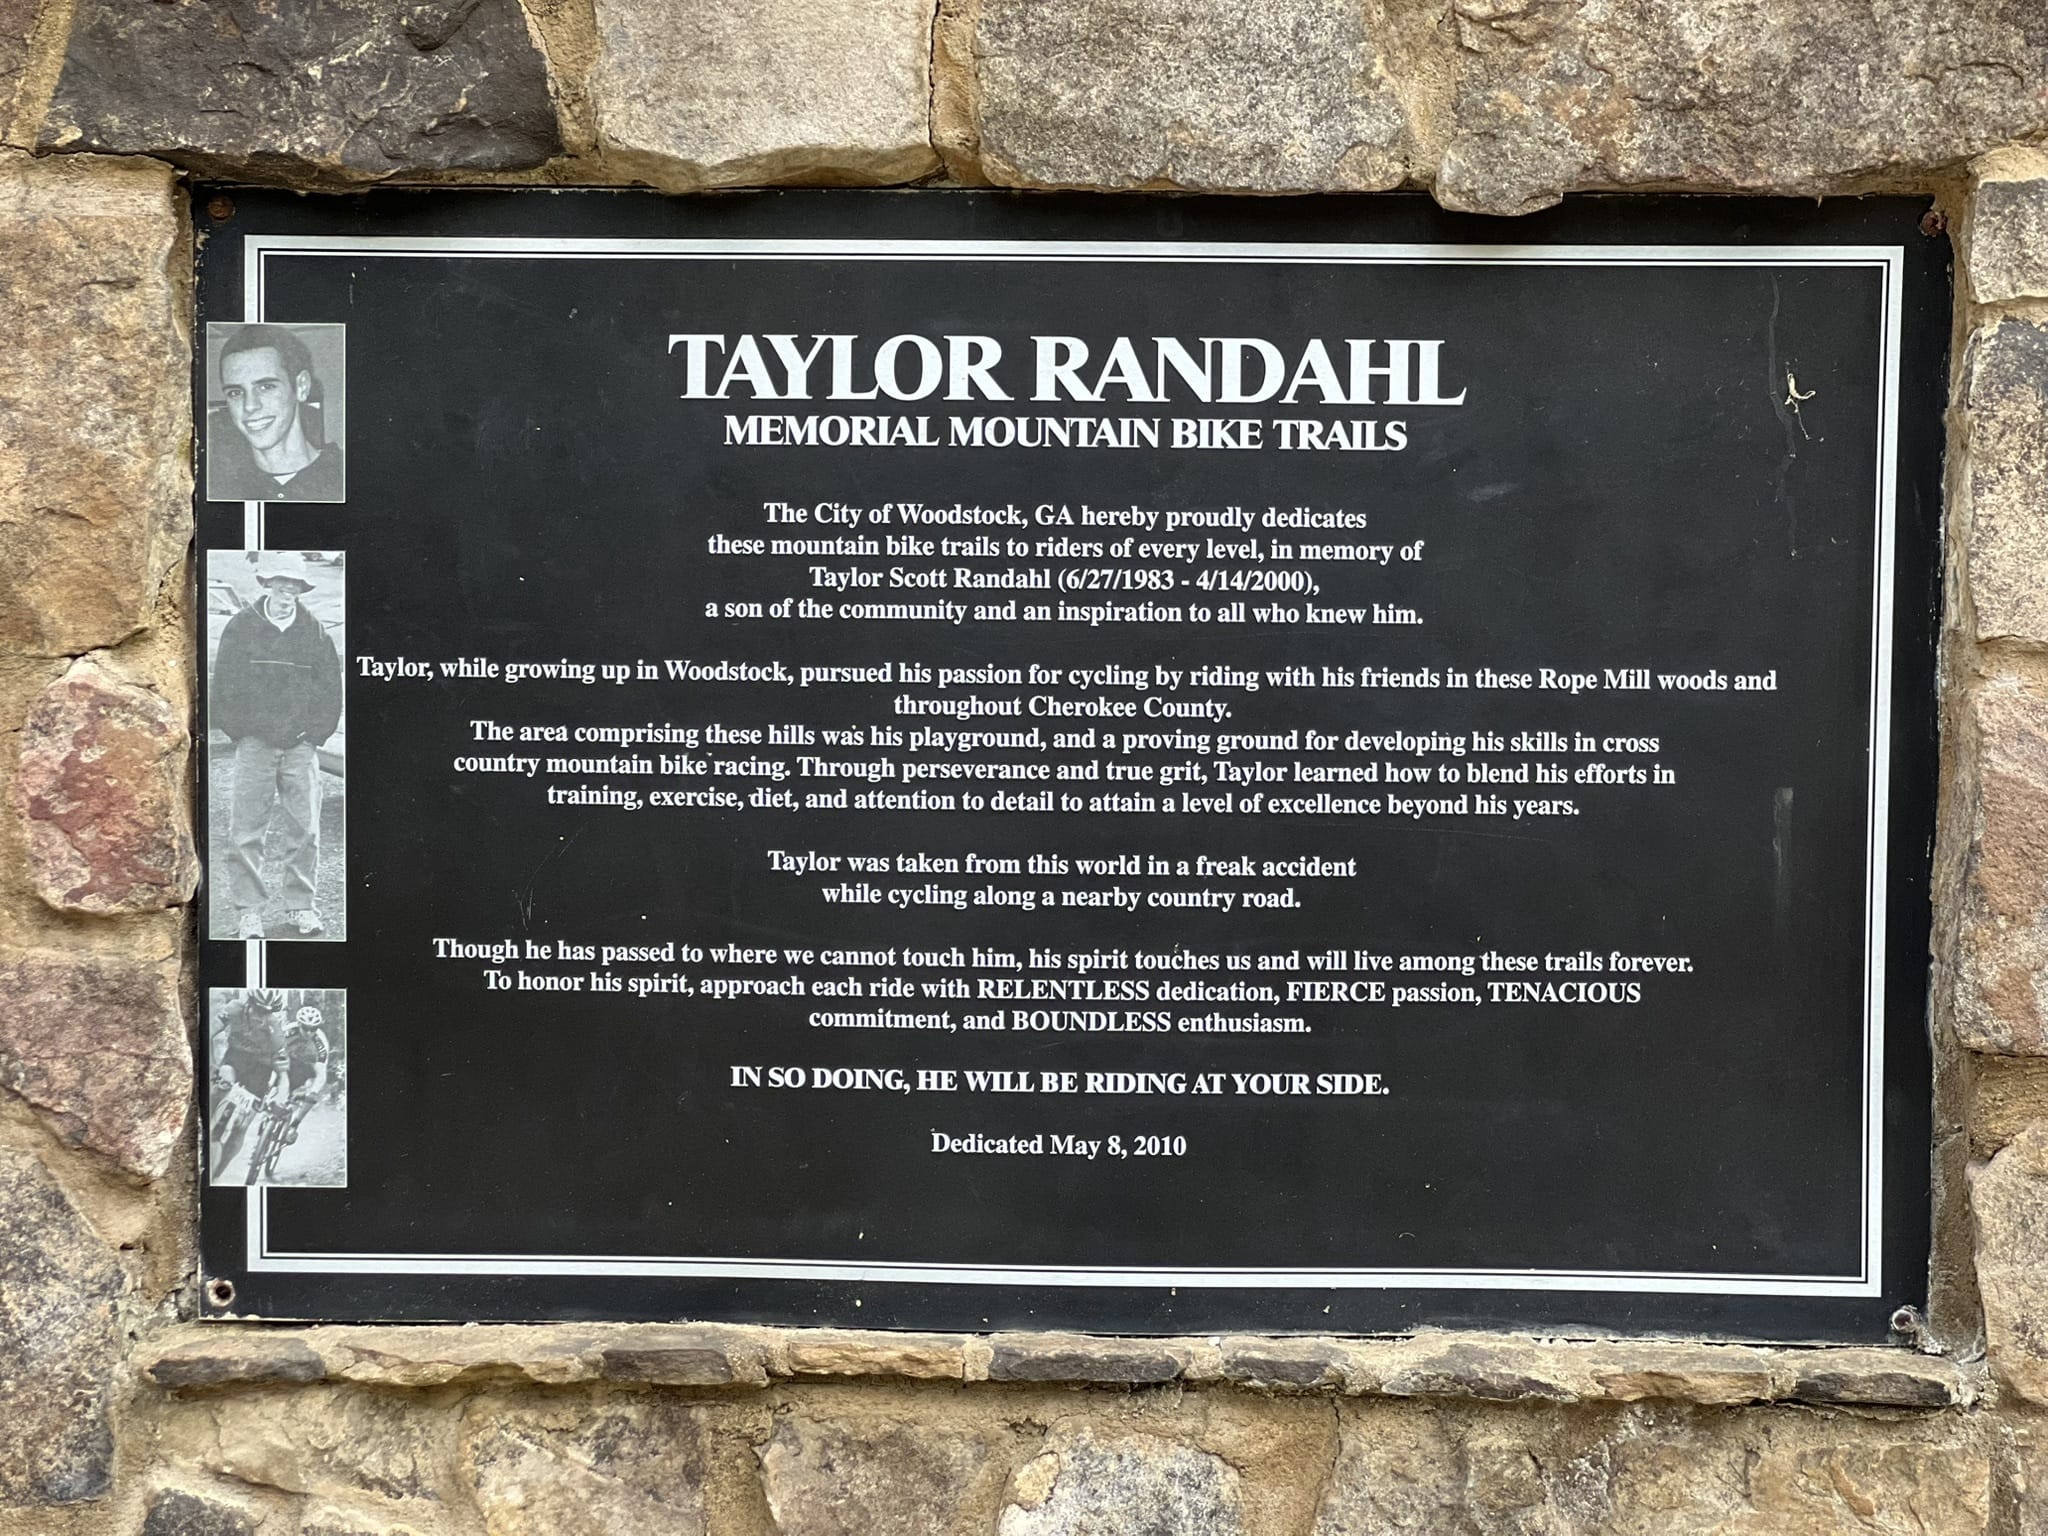 TAYLOR RANDAHL
MEMORIAL MOUNTAIN BIKE TRAILS
The City of Woodstock, GA hereby proudly dedicates
these mountain bike trails to riders of every level, in memory of
Taylor Scott Randahl (6/27/1983 - 4/14/2000),
a son of the community and an inspiration to all who knew him.
Taylor, while growing up in Woodstock, pursued his passion for cycling by riding with his friends in these Rope Mill woods and
throughout Cherokee County.
The area comprising these hills was his playground, and a proving ground for developing his skills in cross
country mountain bike racing. Through perseverance and true grit, Taylor learned how to blend his efforts in
training, exercise, diet, and attention to detail to attain a level of excellence beyond his years.
Taylor was taken from this world in a freak accident
while cycling along a nearby country road.
Though he has passed to where we cannot touch him, his spirit touches us and will live among these trails forever.
To honor his spirit, approach each ride with RELENTLESS dedication, FIERCE passion, TENACIOUS
commitment, and BOUNDLESS enthusiasm.
IN SO DOING, HE WILL BE RIDING AT YOUR SIDE.
Dedicated May 8, 2010